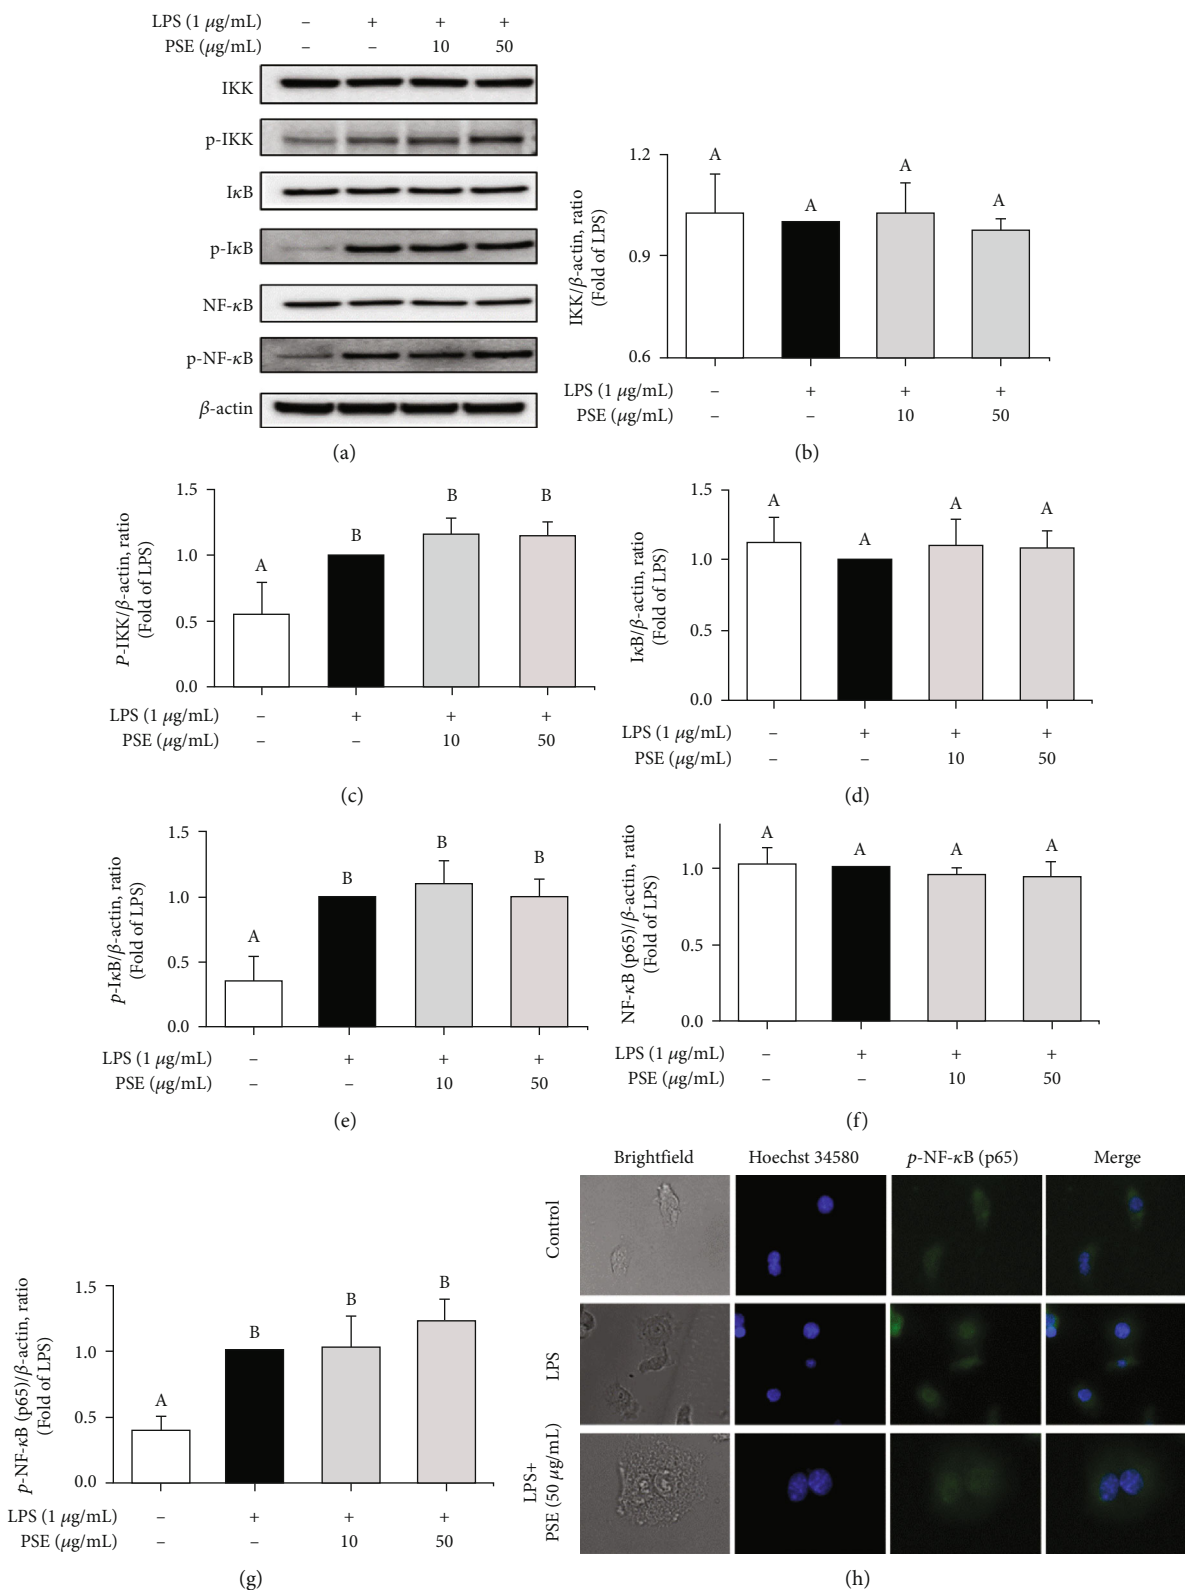 LPS (1 μg/mL) – + + +
PSE (μg/mL) – – 10 50
IKK
p-IKK
IκB
p-IκB
NF-κB
p-NF-κB
β-actin
(a)
IKK/β-actin, ratio
(Fold of LPS)
1.2
0.9
0.6
A A A A
LPS (1 μg/mL) – + + +
PSE (μg/mL) – – 10 50
(b)
P-IKK/β-actin, ratio
(Fold of LPS)
1.5
1.0
0.5
0.0
A B B B
LPS (1 μg/mL) – + + +
PSE (μg/mL) – – 10 50
(c)
IκB/β-actin, ratio
(Fold of LPS)
1.5
1.0
0.5
0.0
A A A A
LPS (1 μg/mL) – + + +
PSE (μg/mL) – – 10 50
(d)
p-IκB/β-actin, ratio
(Fold of LPS)
1.5
1.0
0.5
0.0
A B B B
LPS (1 μg/mL) – + + +
PSE (μg/mL) – – 10 50
(e)
NF-κB (p65)/β-actin, ratio
(Fold of LPS)
1.0
0.5
0.0
A A A A
LPS (1 μg/mL) – + + +
PSE (μg/mL) – – 10 50
(f)
p-NF-κB (p65)/β-actin, ratio
(Fold of LPS)
1.5
1.0
0.5
0.0
A B B B
LPS (1 μg/mL) – + + +
PSE (μg/mL) – – 10 50
(g)
Brightfield Hoechst 34580 p-NF-κB (p65) Merge
Control
LPS
LPS+
PSE (50 μg/mL)
(h)